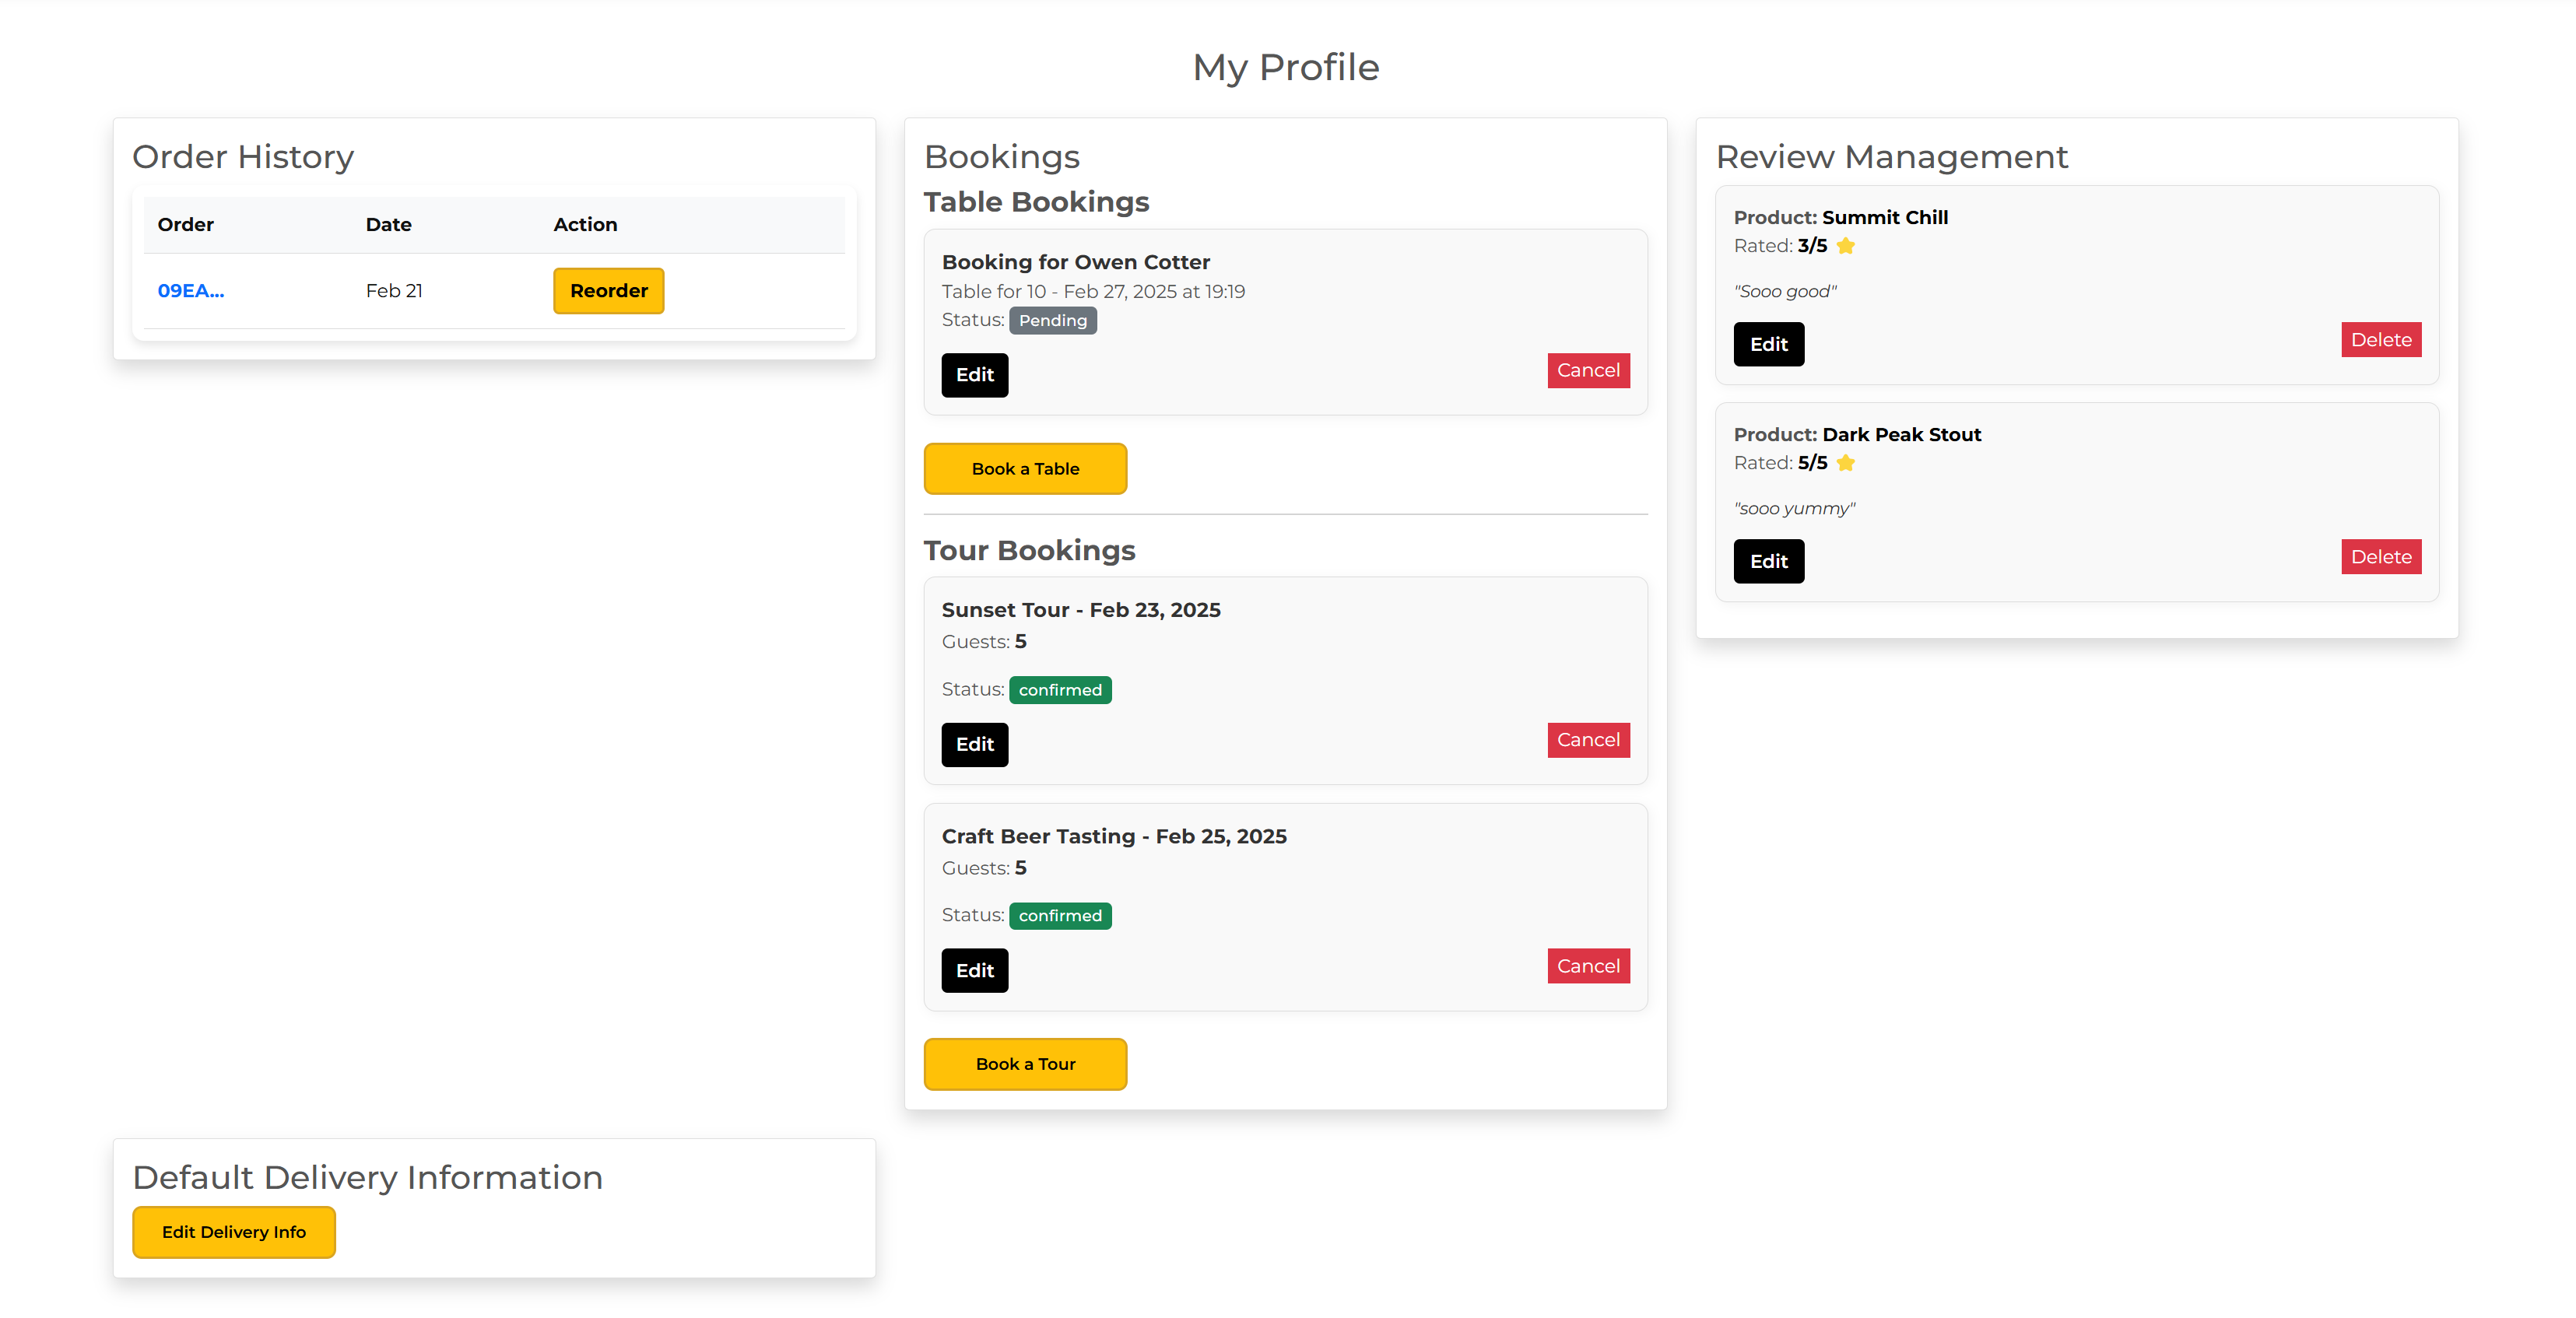 My Profile
Order History
Order Date Action
09EA... Feb 21 Reorder
Bookings
Table Bookings
Booking for Owen Cotter
Table for 10 - Feb 27, 2025 at 19:19
Status: Pending
Edit Cancel
Book a Table
Tour Bookings
Sunset Tour - Feb 23, 2025
Guests: 5
Status: confirmed
Edit Cancel
Craft Beer Tasting - Feb 25, 2025
Guests: 5
Status: confirmed
Edit Cancel
Book a Tour
Review Management
Product: Summit Chill
Rated: 3/5
"Sooo good"
Edit Delete
Product: Dark Peak Stout
Rated: 5/5
"sooo yummy"
Edit Delete
Default Delivery Information
Edit Delivery Info